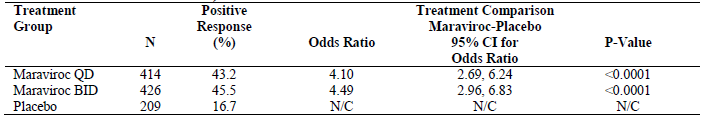 Treatment Positive Treatment Comparison
Group Response Maraviroc-Placebo
N (%) Odds Ratio 95% CI for P-Value
Odds Ratio
Maraviroc QD 414 43.2 4.10 2.69, 6.24 <0.0001
Maraviroc BID 426 45.5 4.49 2.96, 6.83 <0.0001
Placebo 209 16.7 N/C N/C N/C